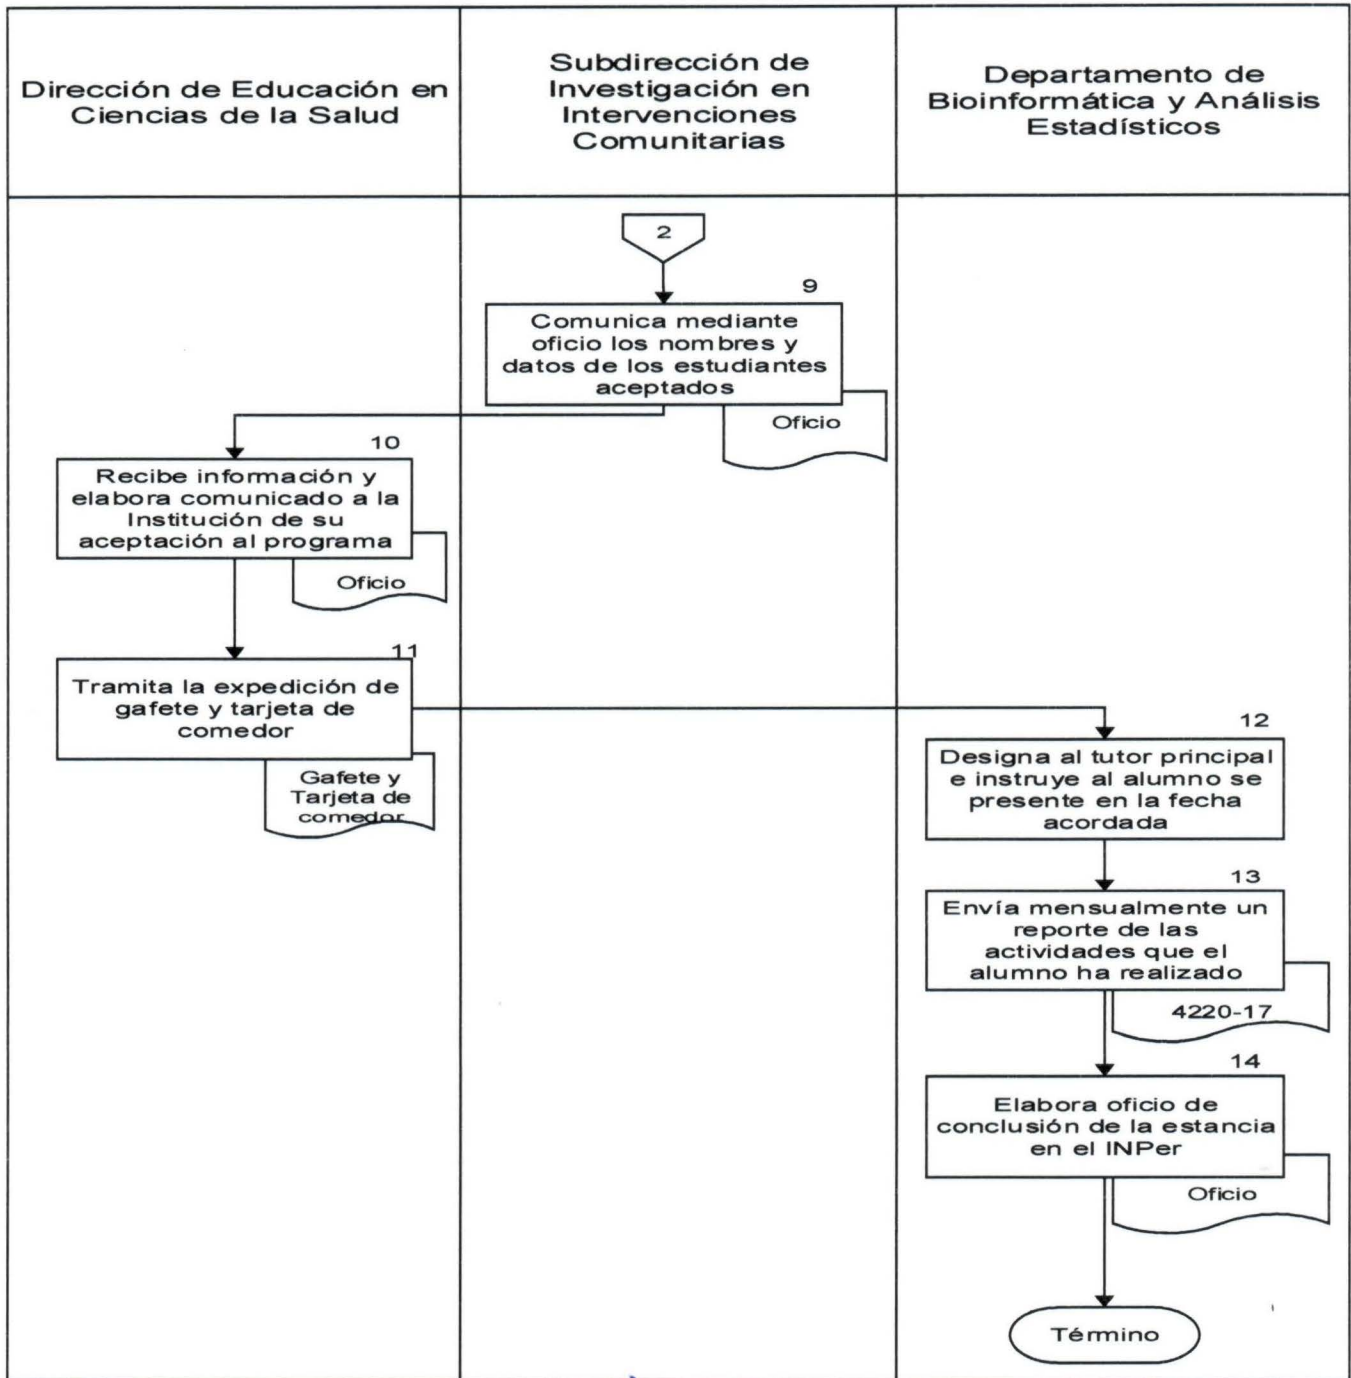 Dirección de Educación en
Ciencias de la Salud
Subdirección de
Investigación en
Intervenciones
Comunitarias
Departamento de
Bioinformática y Análisis
Estadísticos
2
9
Comunica mediante
oficio los nombres y
datos de los estudiantes
aceptados
Oficio
10
Recibe información y
elabora comunicado a la
Institución de su
aceptación al programa
Oficio
11
Tramita la expedición de
gafete y tarjeta de
comedor
Gafete y
Tarjeta de
comedor
12
Designa al tutor principal
e instruye al alumno se
presente en la fecha
acordada
13
Envía mensualmente un
reporte de las
actividades que el
alumno ha realizado
4220-17
14
Elabora oficio de
conclusión de la estancia
en el INPer
Oficio
Término